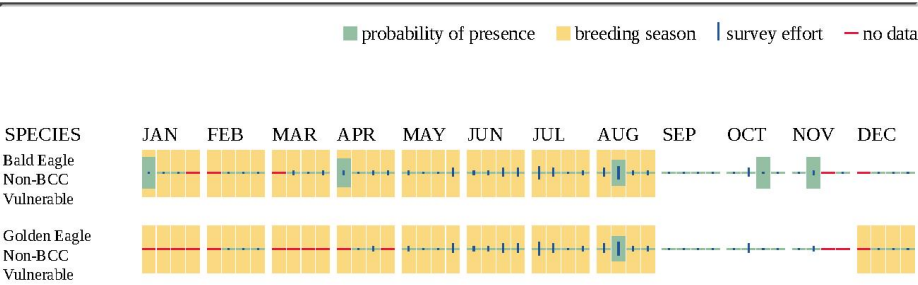 probability of presence breeding season survey effort no data
SPECIES JAN FEB MAR APR MAY JUN JUL AUG SEP OCT NOV DEC
Bald Eagle
Non-BCC
Vulnerable
Golden Eagle
Non-BCC
Vulnerable